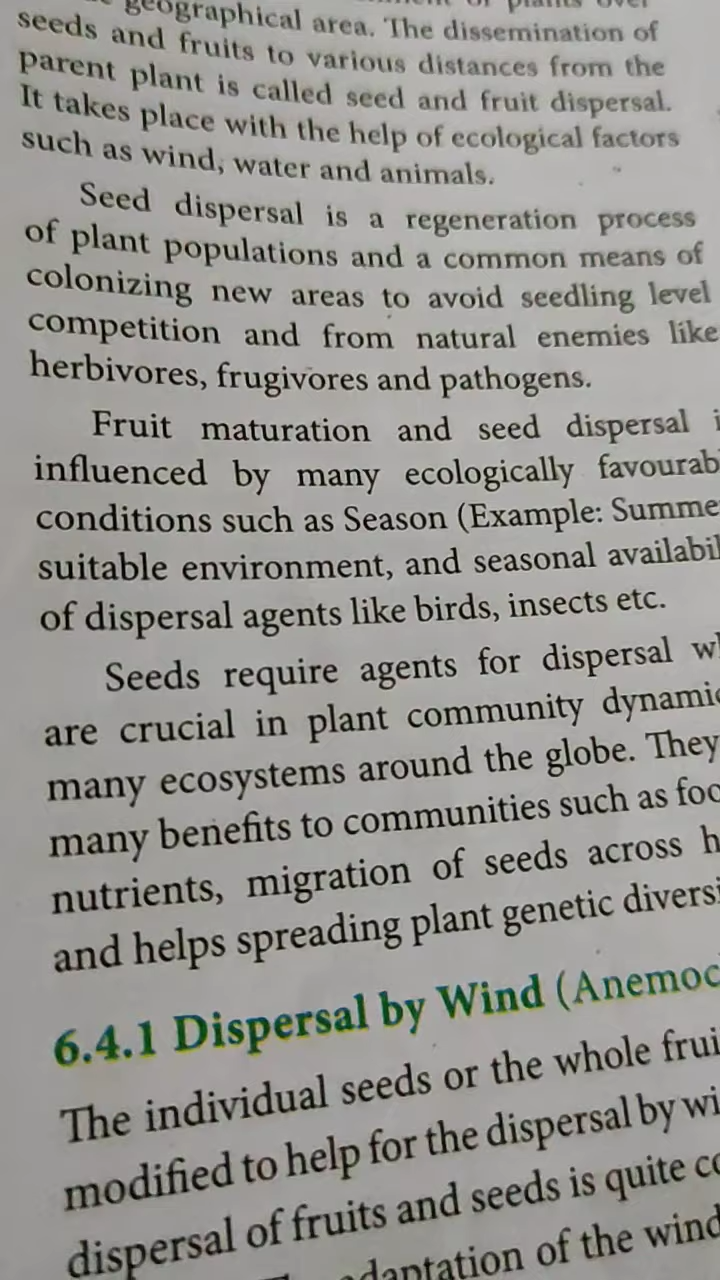 geographical area. The dissemination of
seeds and fruits to various distances from the
parent plant is called seed and fruit dispersal.
It takes place with the help of ecological factors
such as wind, water and animals.
Seed dispersal is a regeneration process
of plant populations and a common means of
colonizing new areas to avoid seedling level
competition and from natural enemies like
herbivores, frugivores and pathogens.
Fruit maturation and seed dispersal
influenced by many ecologically favourab
conditions such as Season (Example: Summe
suitable environment, and seasonal availabil
of dispersal agents like birds, insects etc.
Seeds require agents for dispersal w
are crucial in plant community dynamic
many ecosystems around the globe. They
many benefits to communities such as foo
nutrients, migration of seeds across h
and helps spreading plant genetic diversi
6.4.1 Dispersal by Wind (Anemoc
The individual seeds or the whole frui
modified to help for the dispersal by wi
dispersal of fruits and seeds is quite co
daptation of the wind